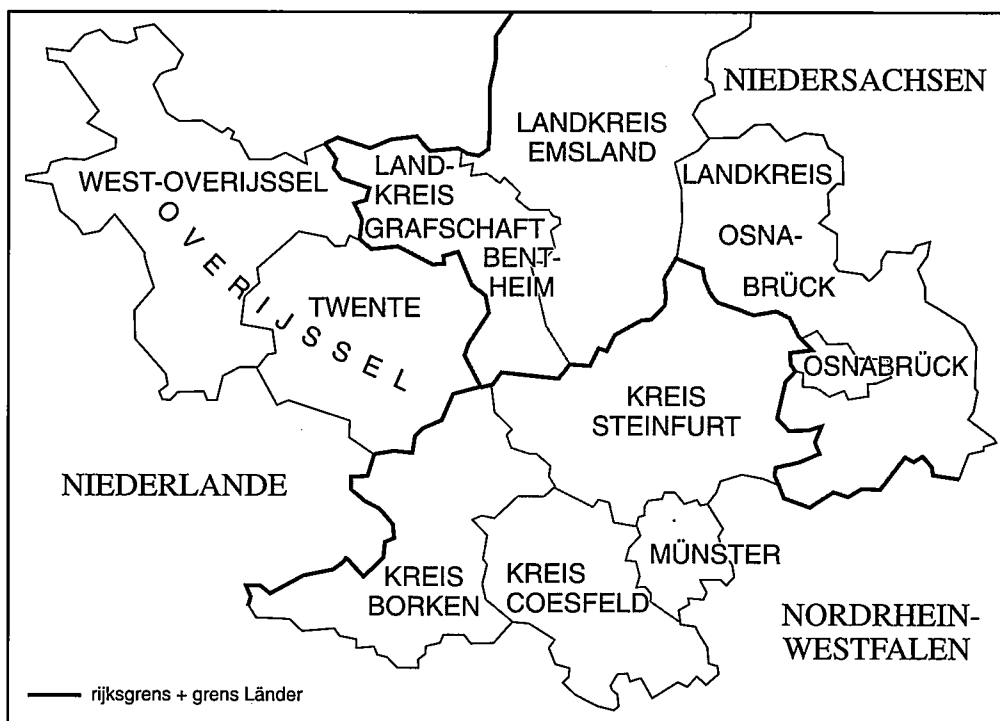 NIEDERSACHSEN
LANDKREIS
EMSLAND
LAND-
KREIS
GRAFSCHAFT
BENT-
HEIM
LANDKREIS
OSNA-
BRÜCK
WEST-OVERIJSSEL
OVERIJSSEL
TWENTE
OSNABRÜCK
KREIS
STEINFURT
NIEDERLANDE
MÜNSTER
KREIS
BORKEN
KREIS
COESFELD
NORDRHEIN-
WESTFALEN
rijksgrens + grens Länder